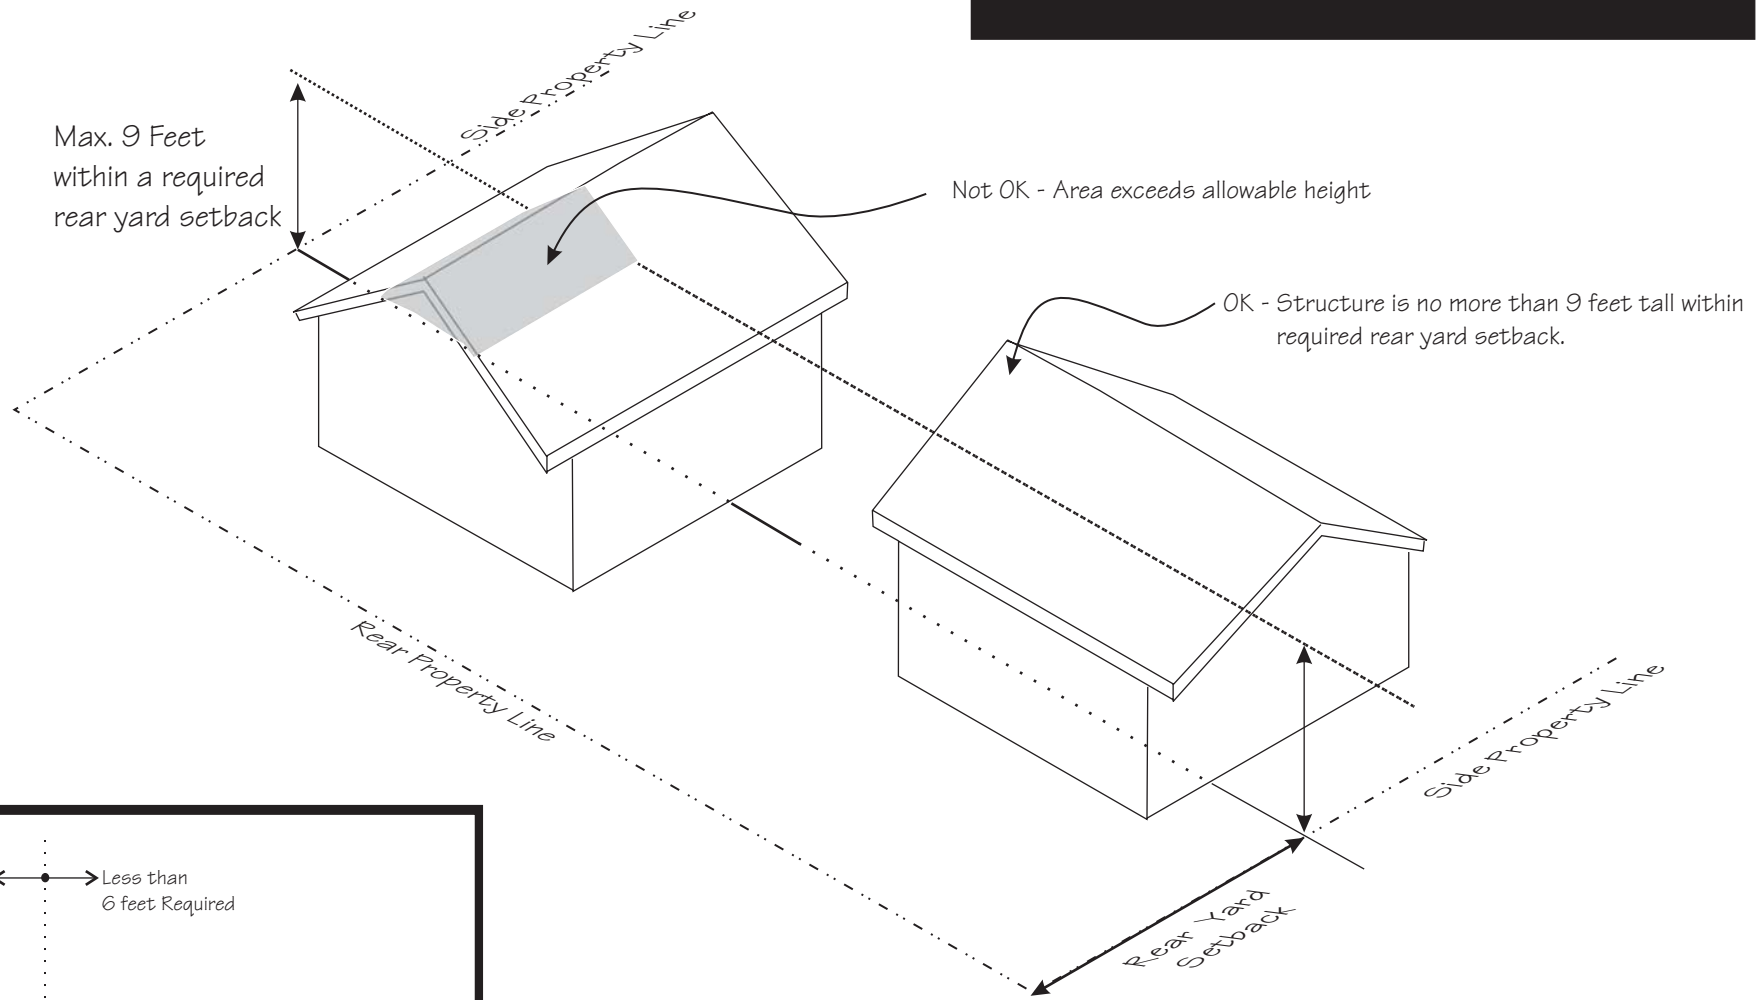 Side Property Line
Max. 9 Feet
within a required
rear yard setback
Not OK - Area exceeds allowable height
OK - Structure is no more than 9 feet tall within
required rear yard setback.
Rear Property Line
Side Property Line
Less than
6 feet Required
Rear Yard
Setback